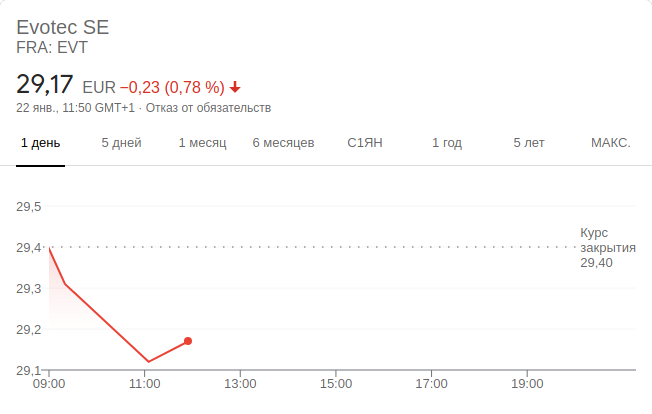 Evotec SE
FRA: EVT
29,17 EUR −0,23 (0,78 %)
22 янв., 11:50 GMT+1 · Отказ от обязательств
1 день 5 дней 1 месяц 6 месяцев С1ЯН 1 год 5 лет МАКС.
29,5
29,4
29,3
29,2
29,1
Курс
закрытия
29,40
09:00 11:00 13:00 15:00 17:00 19:00